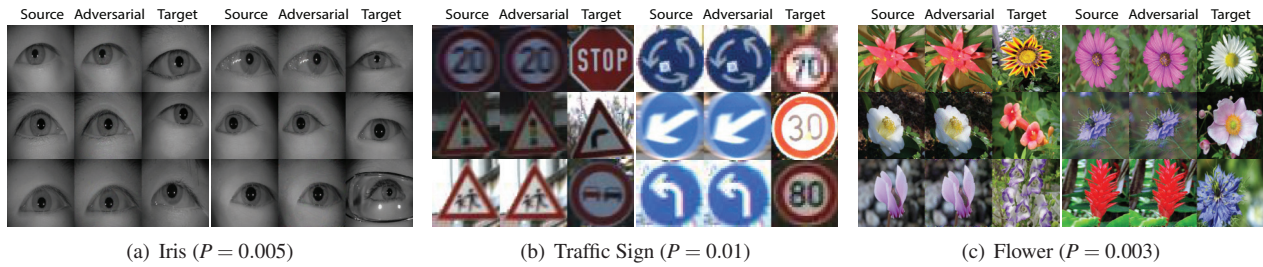 Source Adversarial Target Source Adversarial Target
Source Adversarial Target Source Adversarial Target
Source Adversarial Target Source Adversarial Target
20 20 STOP 70
30
80
(a) Iris (P = 0.005)
(b) Traffic Sign (P = 0.01)
(c) Flower (P = 0.003)